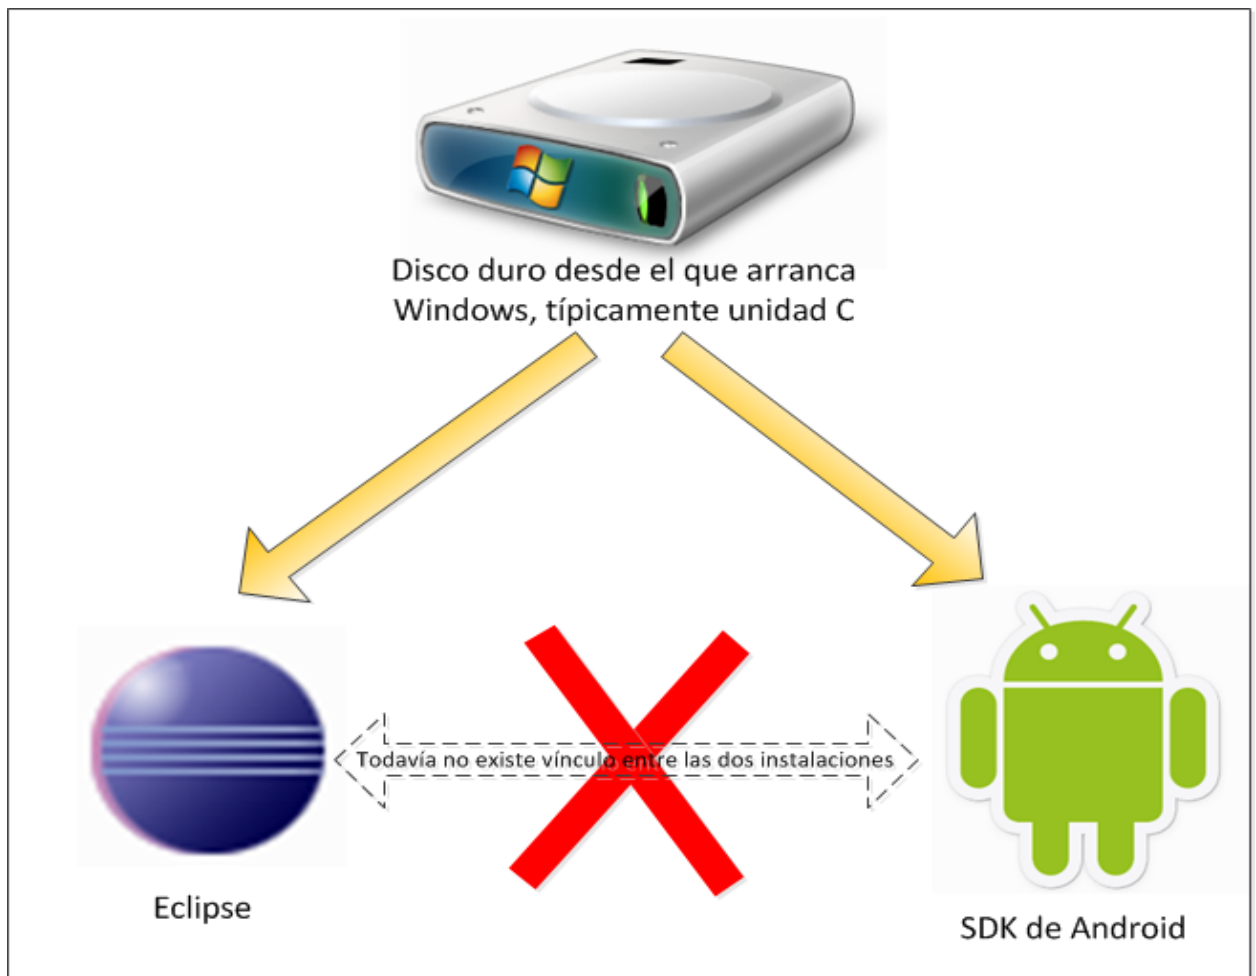 Disco duro desde el que arranca
Windows, típicamente unidad C
Todavía no existe vínculo entre las dos instalaciones
Eclipse
SDK de Android